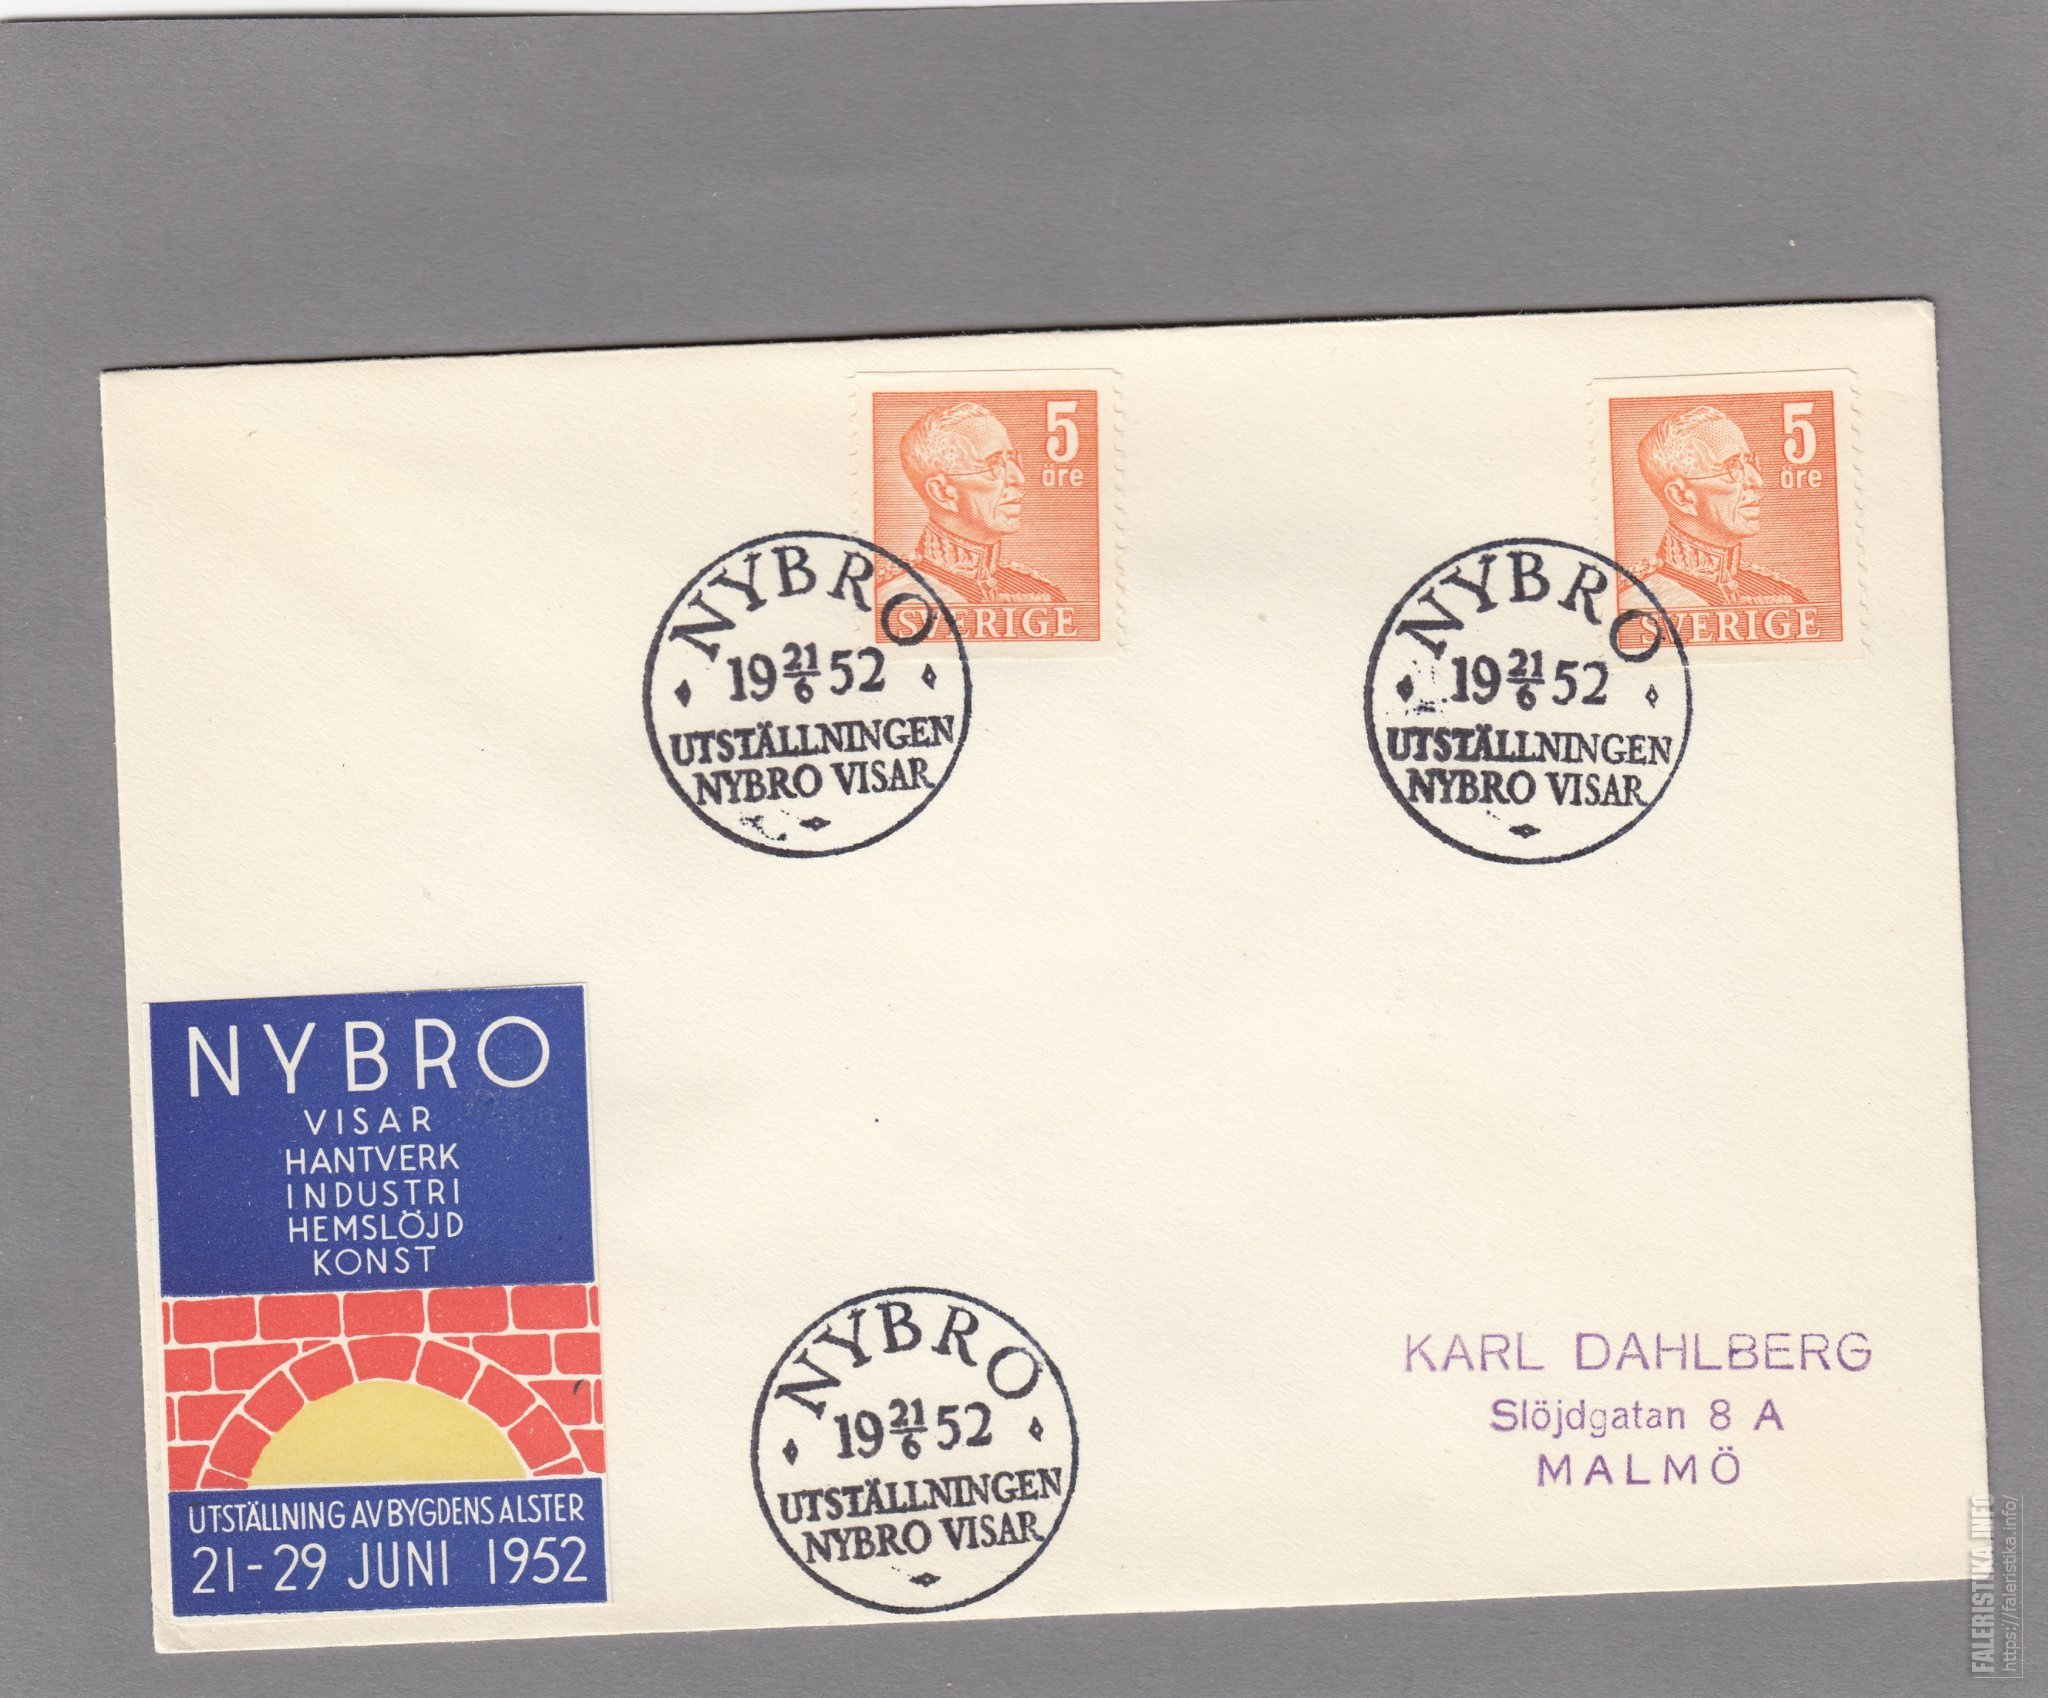 5
öre
SVERIGE
5
öre
SVERIGE
NYBRO
19 21/6 52
UTSTÄLLNINGEN
NYBRO VISAR
NYBRO
19 21/6 52
UTSTÄLLNINGEN
NYBRO VISAR
NYBRO
VISAR
HANTVERK
INDUSTRI
HEMSLÖJD
KONST
UTSTÄLLNING AV BYGDENS ALSTER
21-29 JUNI 1952
NYBRO
19 21/6 52
UTSTÄLLNINGEN
NYBRO VISAR
KARL DAHLBERG
Slöjdgatan 8 A
MALMÖ
FALERISTIKA.INFO
https://faleristika.info/